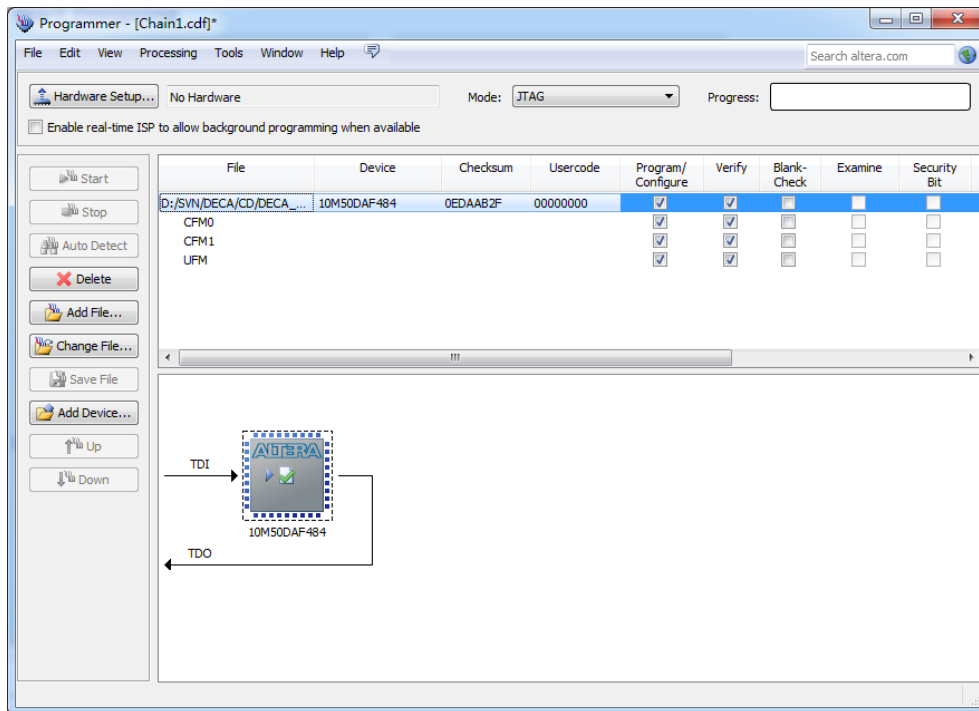 Programmer - [Chain1.cdf]*
File Edit View Processing Tools Window Help
Search altera.com
Hardware Setup... No Hardware Mode: JTAG Progress:
Enable real-time ISP to allow background programming when available
Start
Stop
Auto Detect
Delete
Add File...
Change File...
Save File
Add Device...
Up
Down
File Device Checksum Usercode Program/ Verify Blank- Examine Security
Configure Check Bit
D:/SVN/DECA/CD/DECA_... 10M50DAF484 0EDAAB2F 00000000
CFM0
CFM1
UFM
TDI
ALTERA
10M50DAF484
TDO